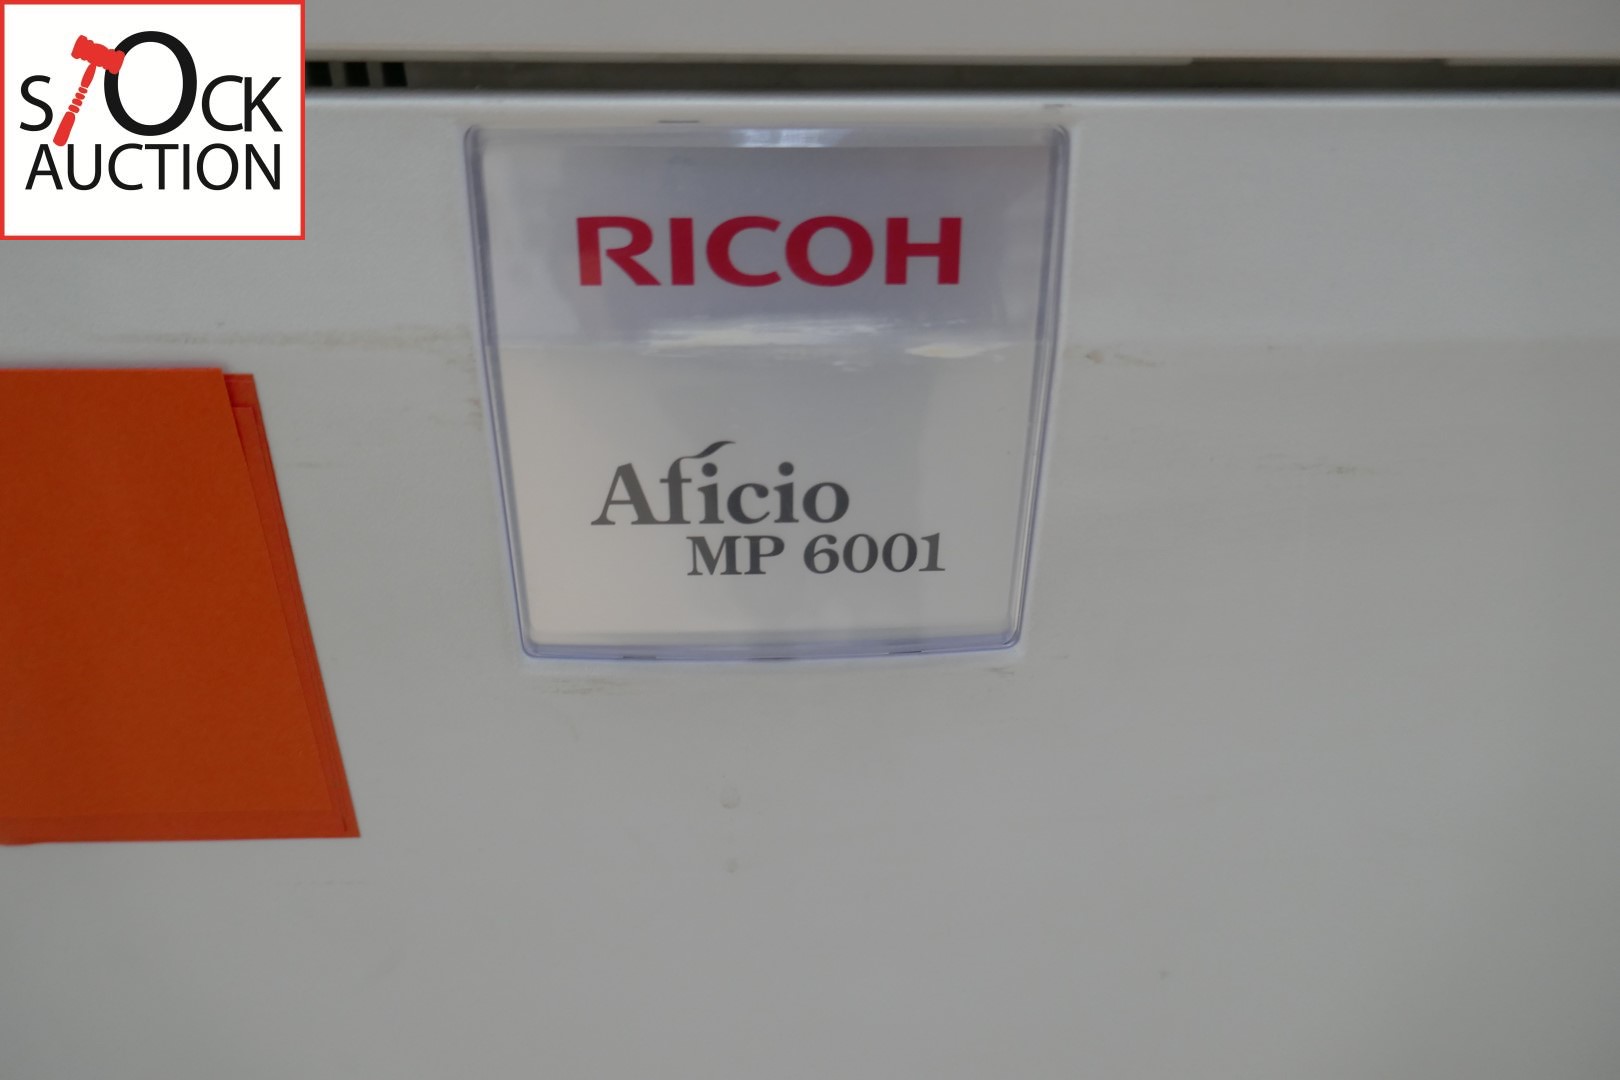 STOCK
AUCTION
RICOH
Aficio
MP 6001